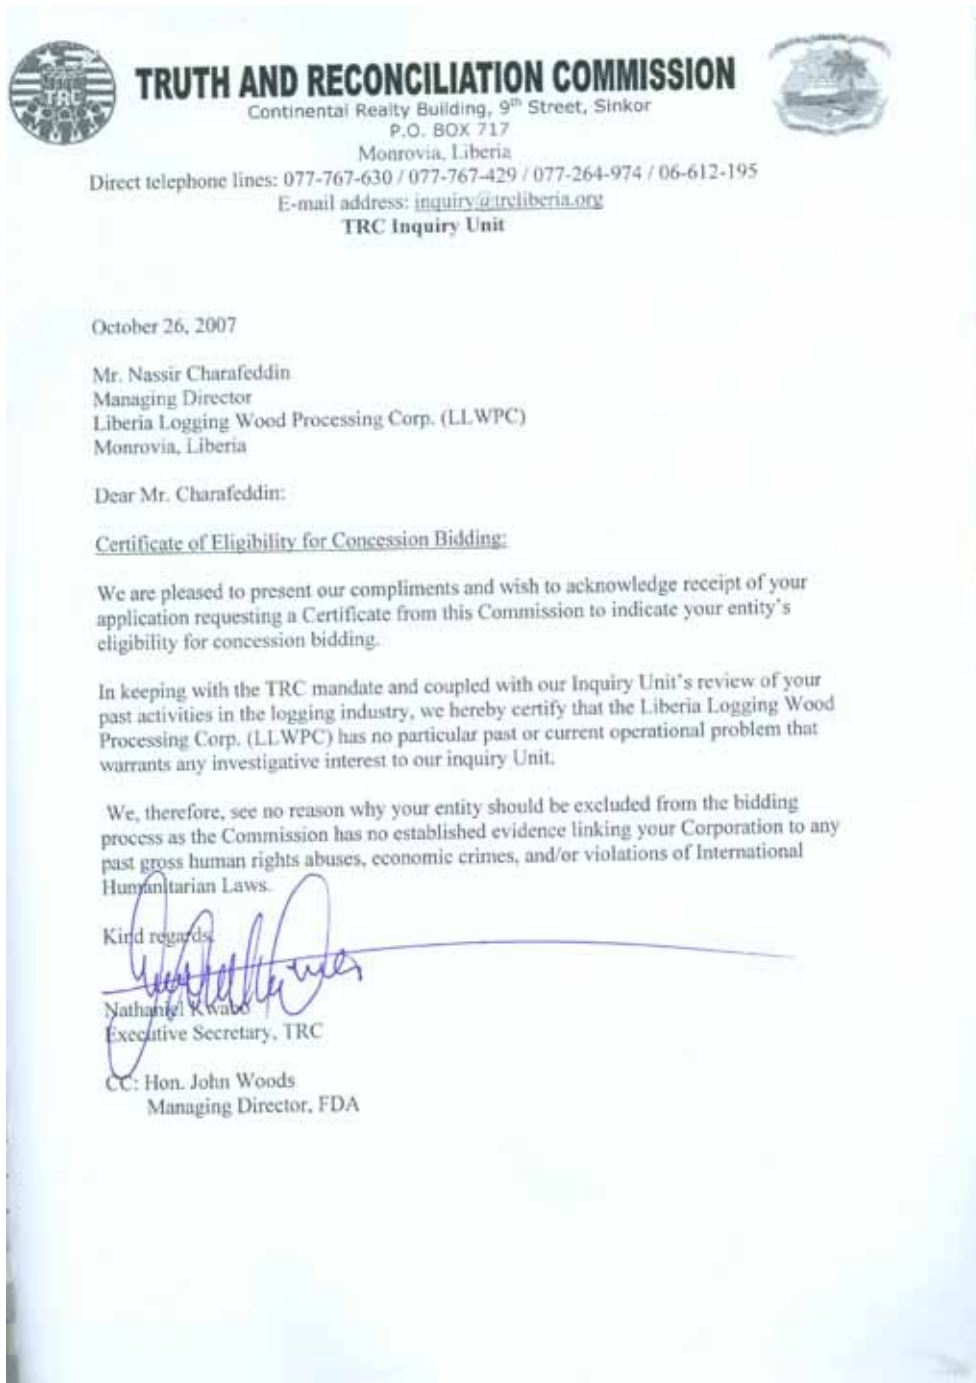 TRC
TRUTH AND RECONCILIATION COMMISSION
Continental Realty Building, 9th Street, Sinkor
P.O. BOX 717
Monrovia, Liberia
Direct telephone lines: 077-767-630 / 077-767-429 / 077-264-974 / 06-612-195
E-mail address: inquiry@trcliberia.org
TRC Inquiry Unit
October 26, 2007
Mr. Nassir Charafeddin
Managing Director
Liberia Logging Wood Processing Corp. (LLWPC)
Monrovia, Liberia
Dear Mr. Charafeddin:
Certificate of Eligibility for Concession Bidding:
We are pleased to present our compliments and wish to acknowledge receipt of your
application requesting a Certificate from this Commission to indicate your entity's
eligibility for concession bidding.
In keeping with the TRC mandate and coupled with our Inquiry Unit's review of your
past activities in the logging industry, we hereby certify that the Liberia Logging Wood
Processing Corp. (LLWPC) has no particular past or current operational problem that
warrants any investigative interest to our inquiry Unit.
We, therefore, see no reason why your entity should be excluded from the bidding
process as the Commission has no established evidence linking your Corporation to any
past gross human rights abuses, economic crimes, and/or violations of International
Humanitarian Laws.
Kind regards,
Nathaniel Kwabo
Executive Secretary, TRC
CC: Hon. John Woods
Managing Director, FDA